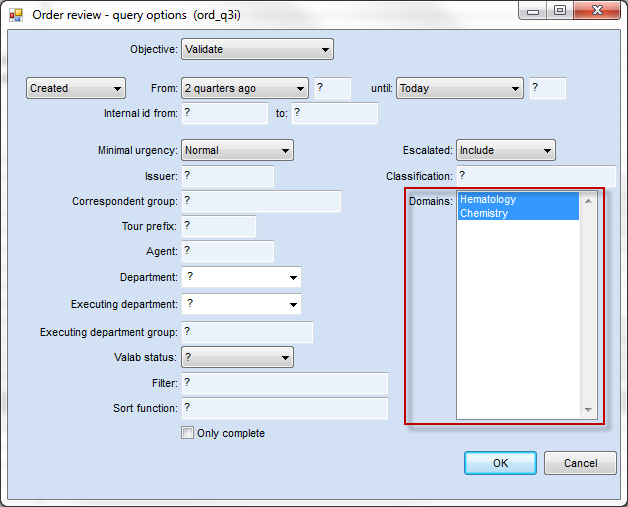 Order review - query options  (ord_q3i)
Objective: Validate
Created From: 2 quarters ago ? until: Today ?
Internal id from: ? to: ?
Minimal urgency: Normal Escalated: Include
Issuer: ? Classification: ?
Correspondent group: ? Domains: Hematology
Chemistry
Tour prefix: ?
Agent: ?
Department: ?
Executing department: ?
Executing department group: ?
Valab status: ?
Filter: ?
Sort function: ?
Only complete
OK Cancel